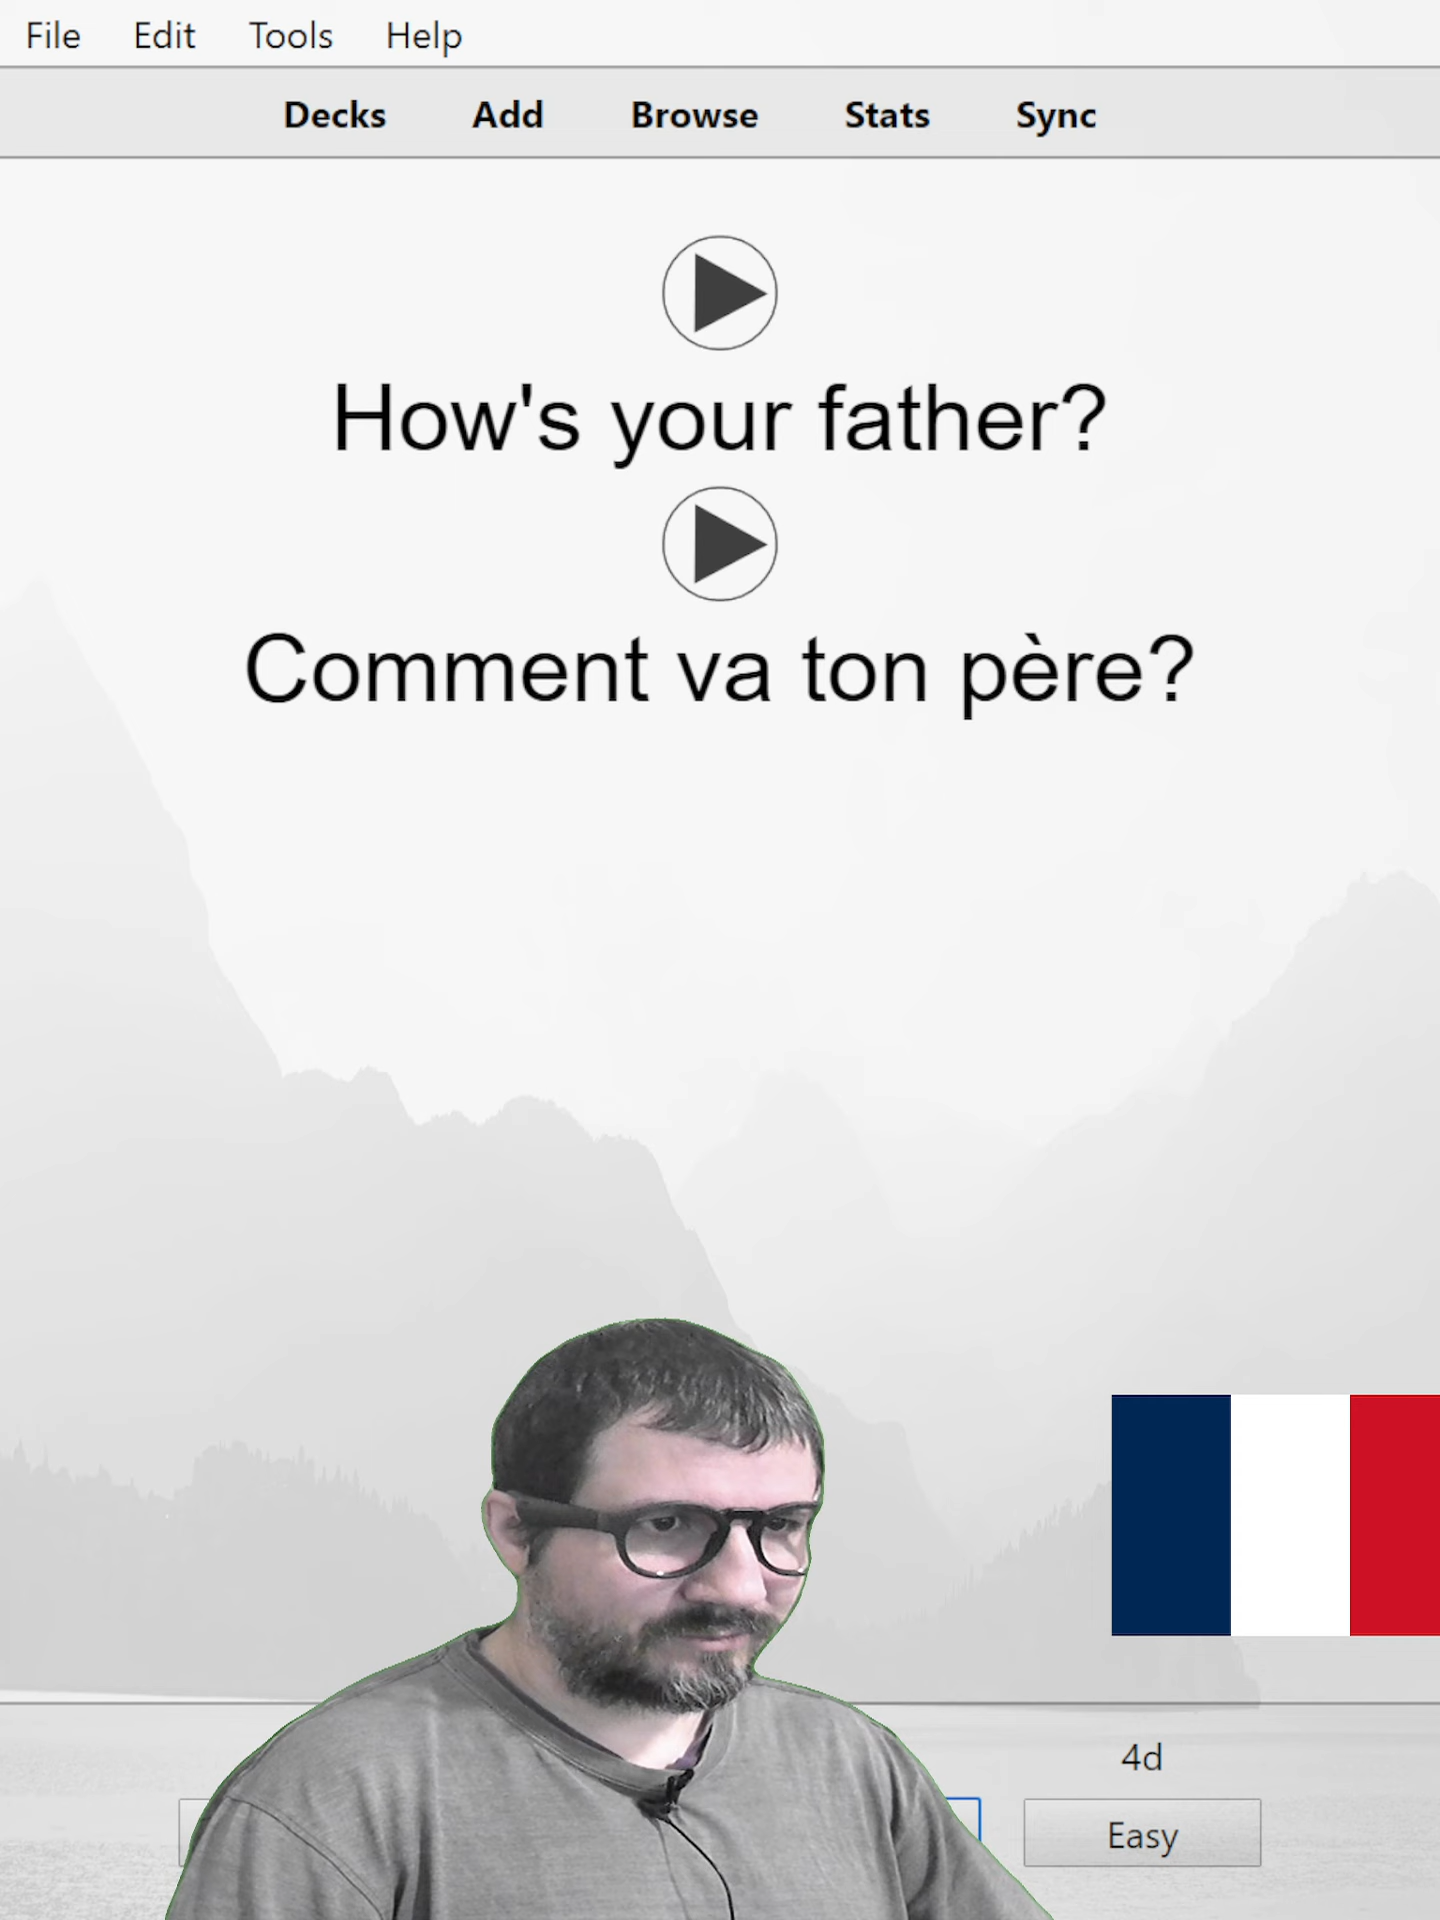 File Edit Tools Help
Decks Add Browse Stats Sync
How's your father?
Comment va ton père?
4d
Easy